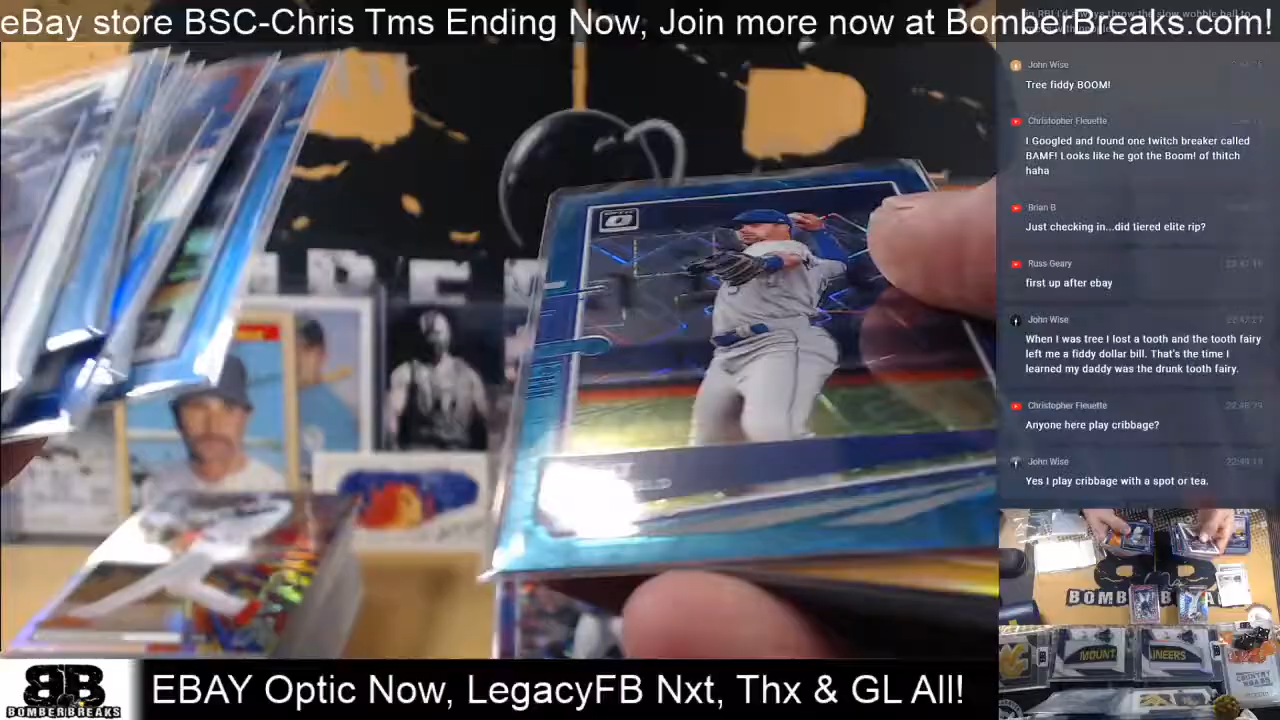 eBay store BSC-Chris Tms Ending Now, Join more now at BomberBreaks.com!
John Wise
Tree fiddy BOOM!
Christopher Fleuette
I Googled and found one twitch breaker called
BAMF! Looks like he got the Boom! of thitch
haha
Brian B
Just checking in...did tiered elite rip?
Russ Geary
first up after ebay
John Wise
When I was tree I lost a tooth and the tooth fairy
left me a fiddy dollar bill. That's the time I
learned my daddy was the drunk tooth fairy.
Christopher Fleuette
Anyone here play cribbage?
John Wise
Yes I play cribbage with a spot or tea.
MOUNT
AINEERS
BB
BOMBERBREAKS
EBAY Optic Now, LegacyFB Nxt, Thx & GL All!